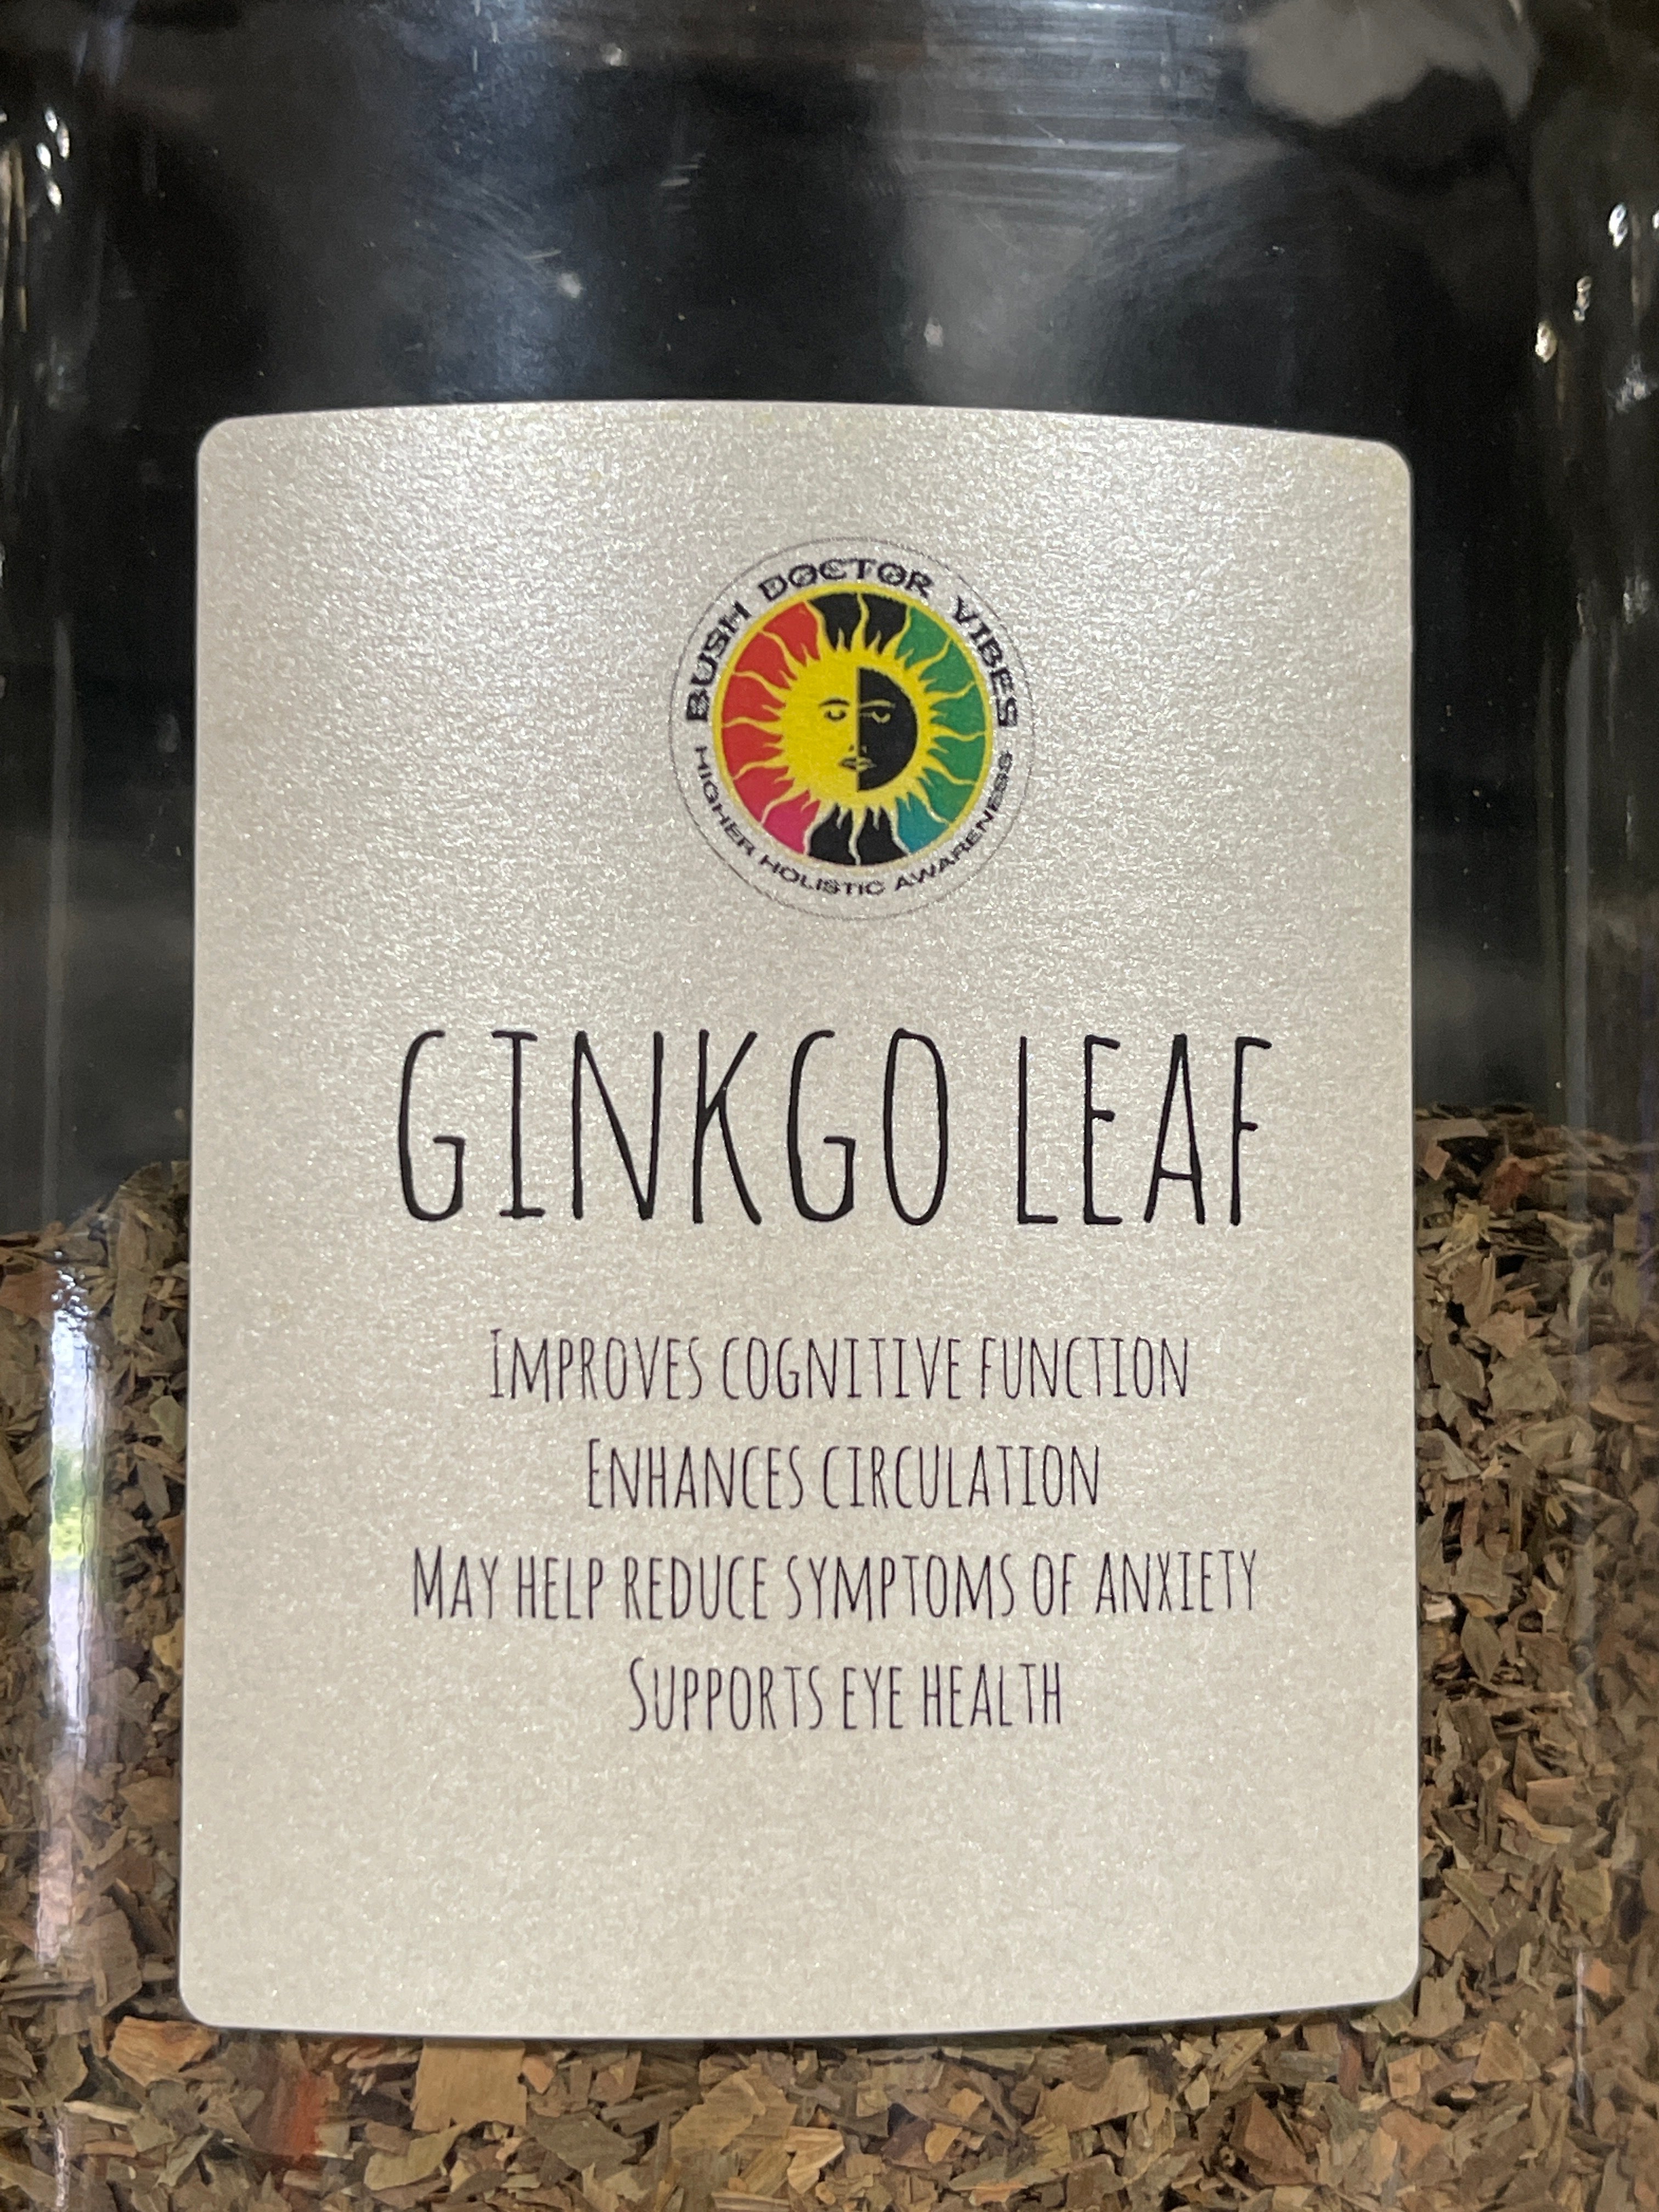 BUSH DOCTOR VIBES
HIGHER HOLISTIC AWARENESS
GINKGO LEAF
IMPROVES COGNITIVE FUNCTION
ENHANCES CIRCULATION
MAY HELP REDUCE SYMPTOMS OF ANXIETY
SUPPORTS EYE HEALTH